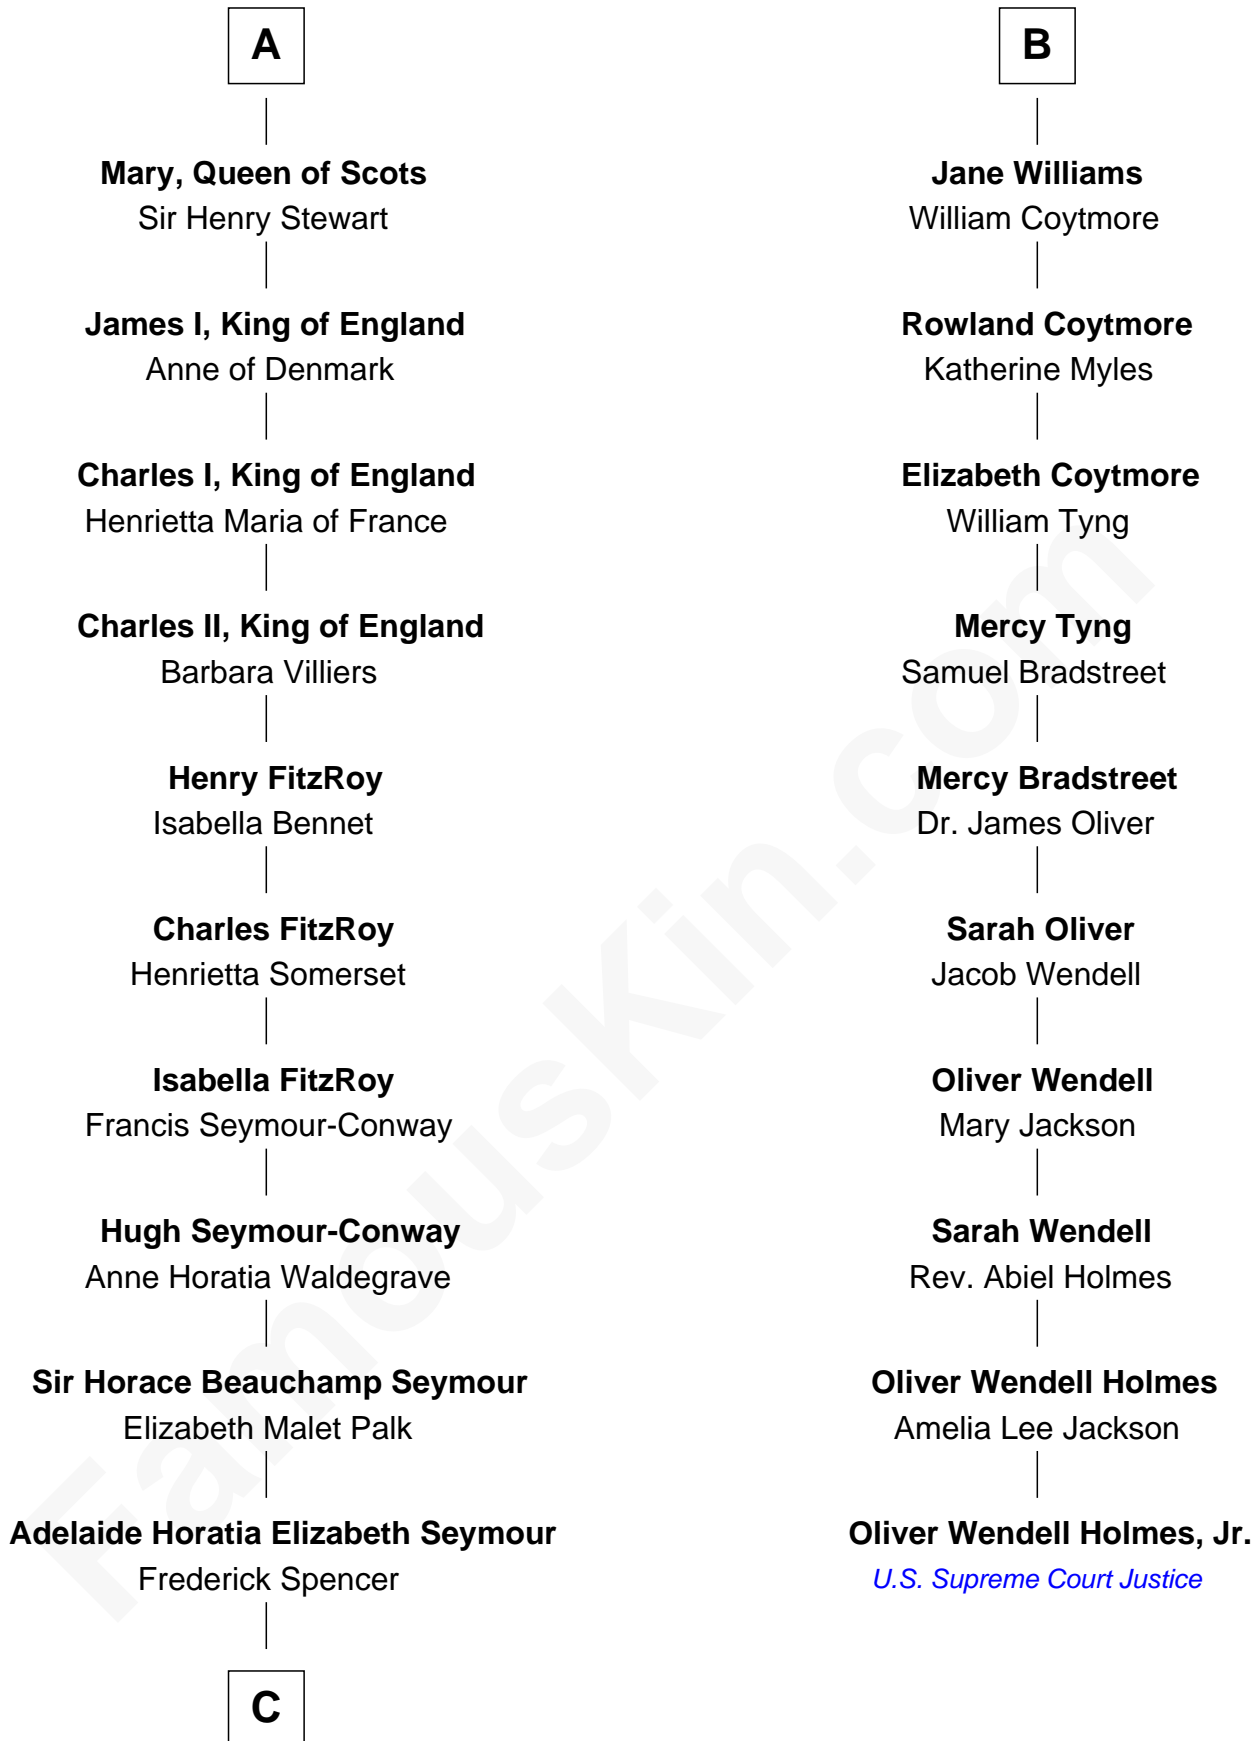 A
Mary, Queen of Scots
Sir Henry Stewart
James I, King of England
Anne of Denmark
Charles I, King of England
Henrietta Maria of France
Charles II, King of England
Barbara Villiers
Henry FitzRoy
Isabella Bennet
Charles FitzRoy
Henrietta Somerset
Isabella FitzRoy
Francis Seymour-Conway
Hugh Seymour-Conway
Anne Horatia Waldegrave
Sir Horace Beauchamp Seymour
Elizabeth Malet Palk
Adelaide Horatia Elizabeth Seymour
Frederick Spencer
C
B
Jane Williams
William Coytmore
Rowland Coytmore
Katherine Myles
Elizabeth Coytmore
William Tyng
Mercy Tyng
Samuel Bradstreet
Mercy Bradstreet
Dr. James Oliver
Sarah Oliver
Jacob Wendell
Oliver Wendell
Mary Jackson
Sarah Wendell
Rev. Abiel Holmes
Oliver Wendell Holmes
Amelia Lee Jackson
Oliver Wendell Holmes, Jr.
U.S. Supreme Court Justice
FamousKin.com